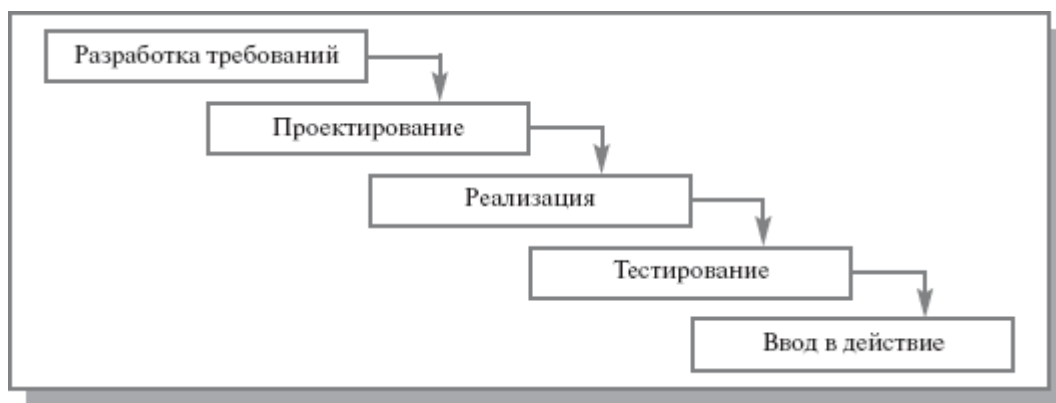 Разработка требований
Проектирование
Реализация
Тестирование
Ввод в действие